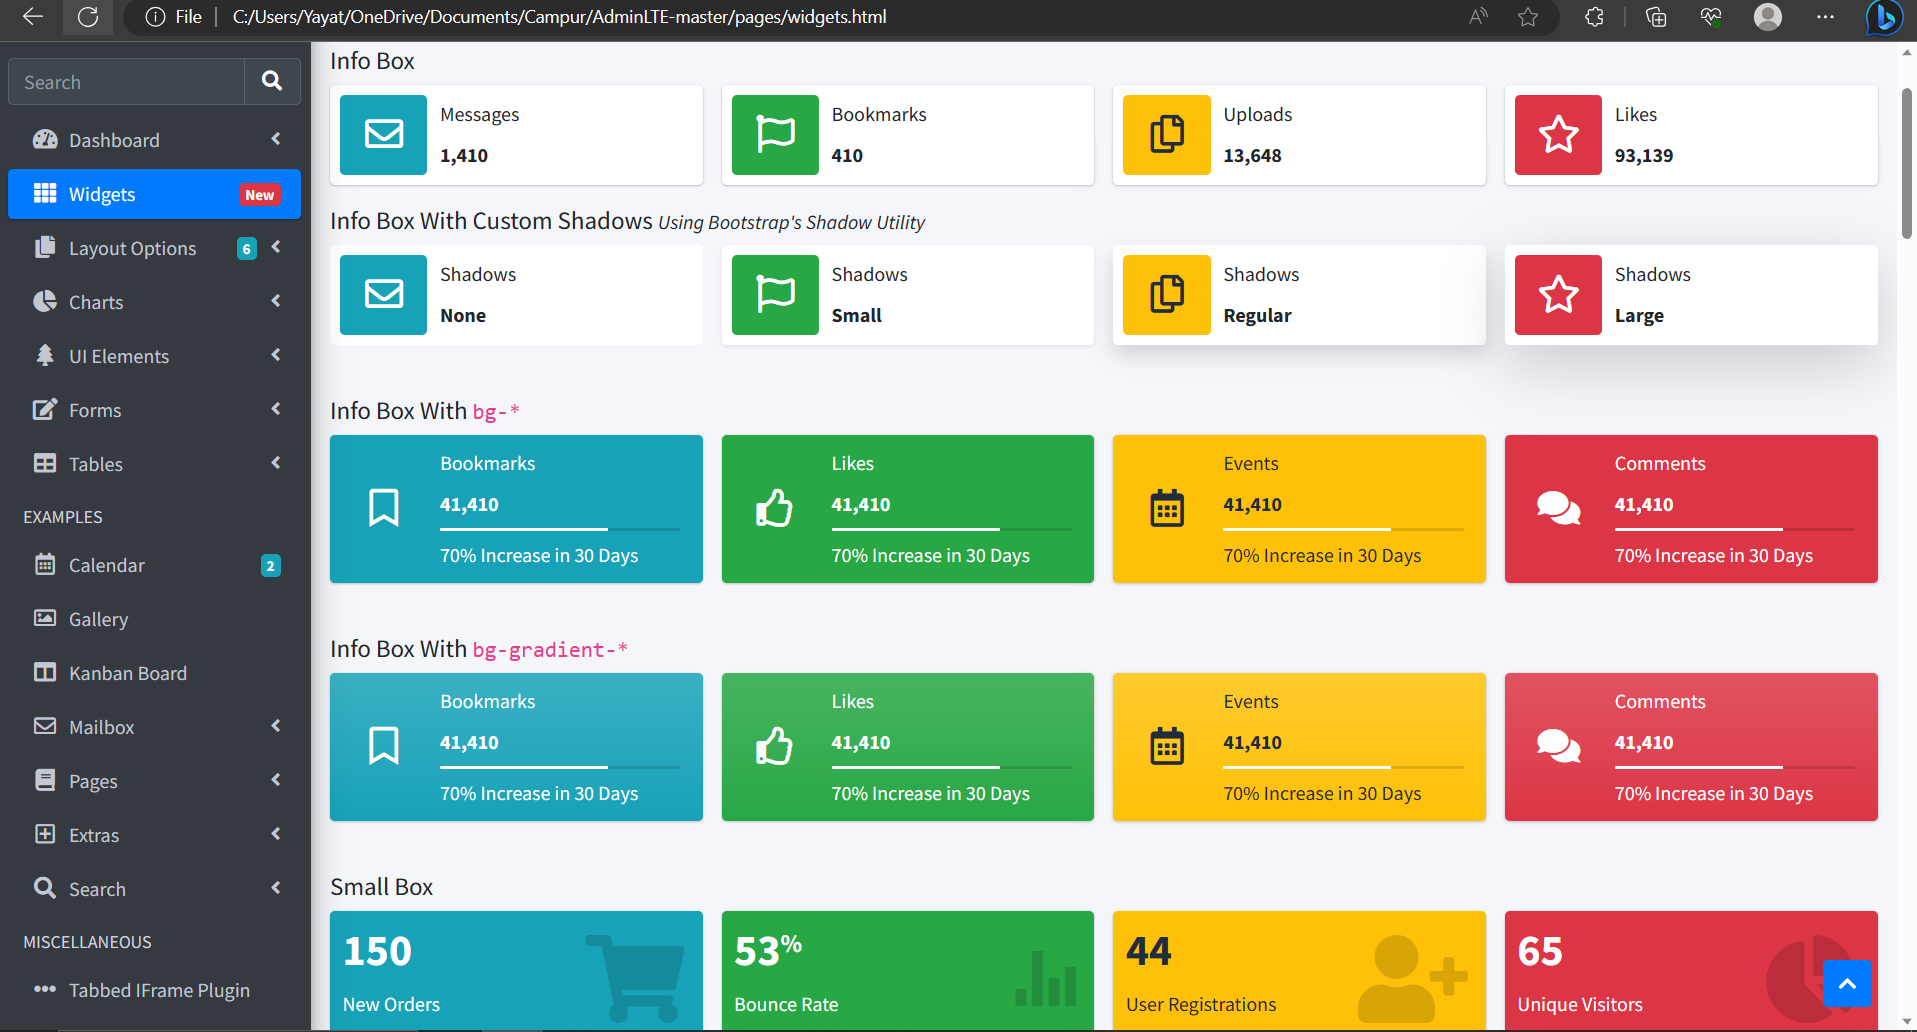 File C:/Users/Yayat/OneDrive/Documents/Campur/AdminLTE-master/pages/widgets.html
Search
Dashboard
Widgets New
Layout Options 6
Charts
UI Elements
Forms
Tables
EXAMPLES
Calendar 2
Gallery
Kanban Board
Mailbox
Pages
Extras
Search
MISCELLANEOUS
Tabbed IFrame Plugin
Info Box
Messages
1,410
Bookmarks
410
Uploads
13,648
Likes
93,139
Info Box With Custom Shadows Using Bootstrap's Shadow Utility
Shadows
None
Shadows
Small
Shadows
Regular
Shadows
Large
Info Box With bg-*
Bookmarks
41,410
70% Increase in 30 Days
Likes
41,410
70% Increase in 30 Days
Events
41,410
70% Increase in 30 Days
Comments
41,410
70% Increase in 30 Days
Info Box With bg-gradient-*
Bookmarks
41,410
70% Increase in 30 Days
Likes
41,410
70% Increase in 30 Days
Events
41,410
70% Increase in 30 Days
Comments
41,410
70% Increase in 30 Days
Small Box
150
New Orders
53%
Bounce Rate
44
User Registrations
65
Unique Visitors